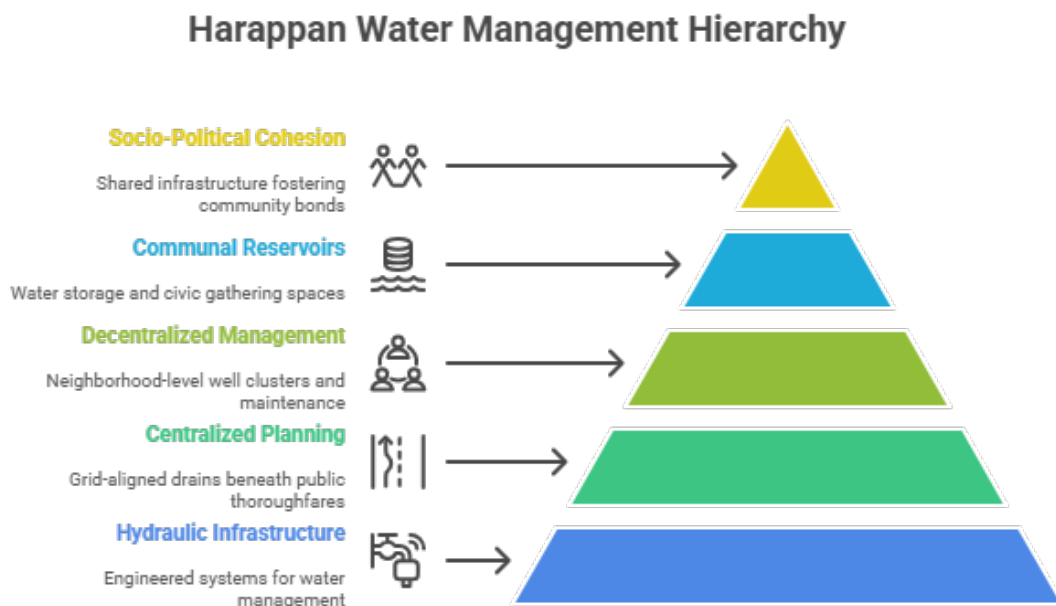 Harappan Water Management Hierarchy
Socio-Political Cohesion
Shared infrastructure fostering
community bonds
Communal Reservoirs
Water storage and civic gathering spaces
Decentralized Management
Neighborhood-level well clusters and
maintenance
Centralized Planning
Grid-aligned drains beneath public
thoroughfares
Hydraulic Infrastructure
Engineered systems for water
management